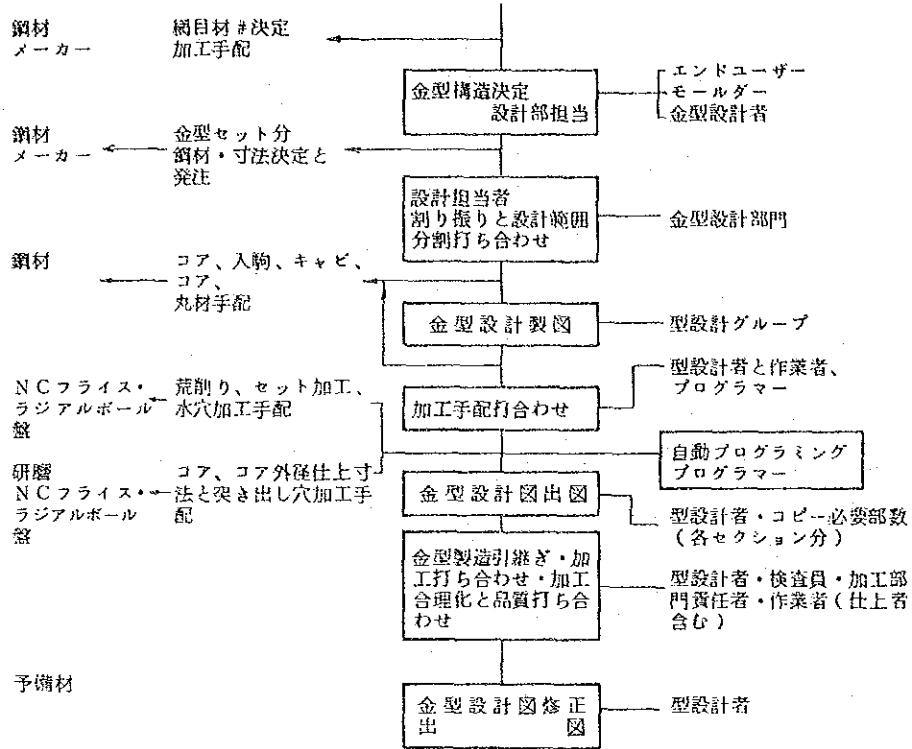 鋼材
メーカー
網目材#決定
加工手配
金型構造決定
設計部担当
エンドユーザー
モールダー
金型設計者
鋼材
メーカー
金型セット分
鋼材・寸法決定と
発注
設計担当者
割り振りと設計範囲
分割打ち合わせ
金型設計部門
鋼材
コア、入駒、キャビ、
コア、
丸材手配
金型設計製図
型設計グループ
NCフライス・
ラジアルボール
盤
荒削り、セット加工、
水穴加工手配
加工手配打合わせ
型設計者と作業者、
プログラマー
自動プログラミング
プログラマー
研磨
NCフライス・
ラジアルボール
盤
コア、コア外径仕上寸
法と突き出し穴加工手
配
金型設計図出図
型設計者・コピー必要部数
(各セクション分)
金型製造引継ぎ・加
工打ち合わせ・加工
合理化と品質打ち合
わせ
型設計者・検査員・加工部
門責任者・作業者(仕上者
含む)
予備材
金型設計図修正
出図
型設計者